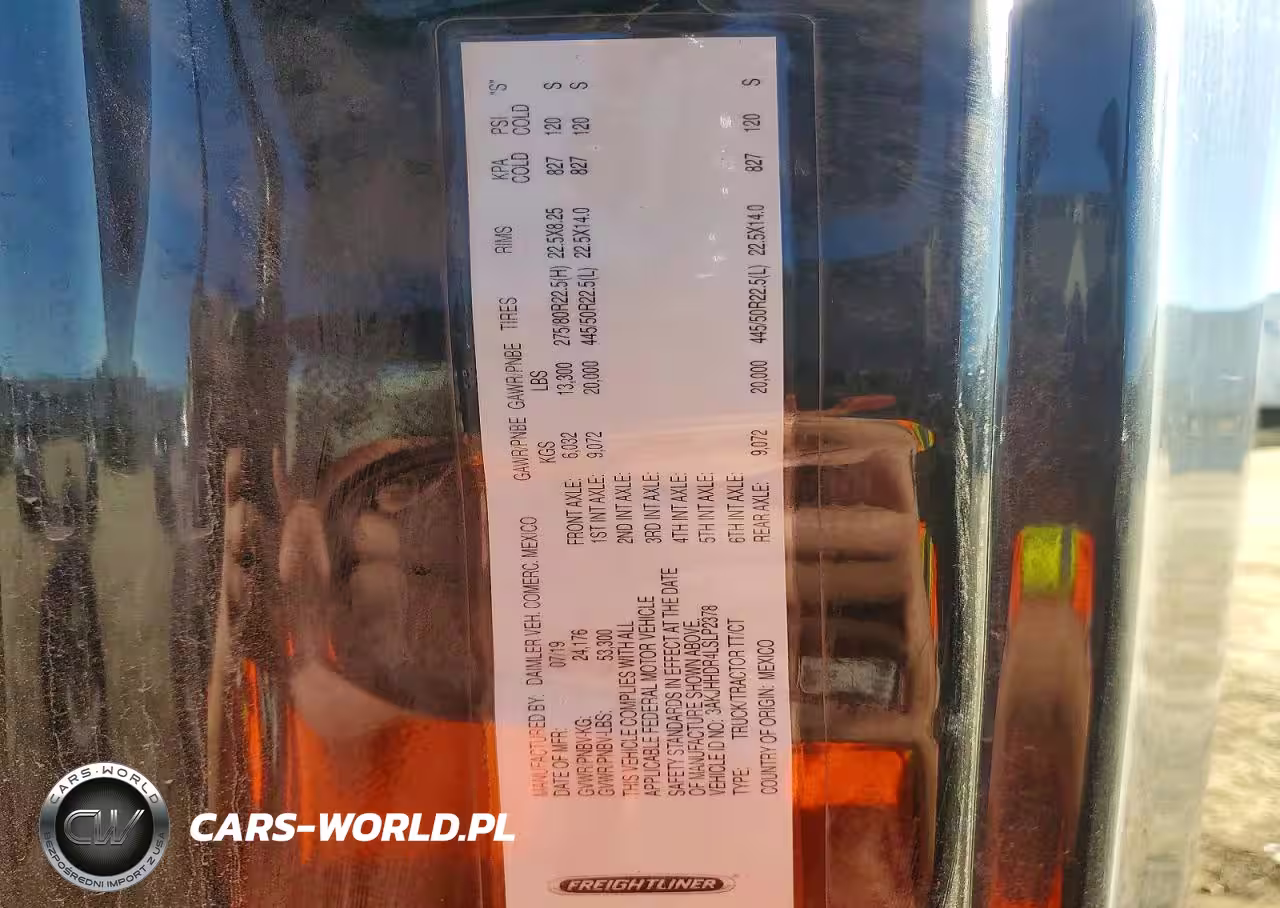 MANUFACTURED BY: DAIMLER VEH. COMERC. MEXICO
DATE OF MFR: 07/19
GVWR/PNBV-KG: 24,176
GVWR/PNBV-LBS: 53,300
THIS VEHICLE COMPLIES WITH ALL
APPLICABLE FEDERAL MOTOR VEHICLE
SAFETY STANDARDS IN EFFECT AT THE DATE
OF MANUFACTURE SHOWN ABOVE.
VEHICLE ID NO: 3AKJHHDR4LSLP2378
TYPE: TRUCK/TRACTOR TT/CT
COUNTRY OF ORIGIN: MEXICO
GAWR/PNBE GAWR/PNBE TIRES RIMS KPA PSI "S"
KGS LBS COLD COLD
FRONT AXLE: 6,032 13,300 275/80R22.5(H) 22.5X8.25 827 120 S
1ST INT AXLE: 9,072 20,000 445/50R22.5(L) 22.5X14.0 827 120 S
2ND INT AXLE:
3RD INT AXLE:
4TH INT AXLE:
5TH INT AXLE:
6TH INT AXLE:
REAR AXLE: 9,072 20,000 445/50R22.5(L) 22.5X14.0 827 120 S
FREIGHTLINER
CARS-WORLD
CW
BEZPOŚREDNI IMPORT Z USA
CARS-WORLD.PL